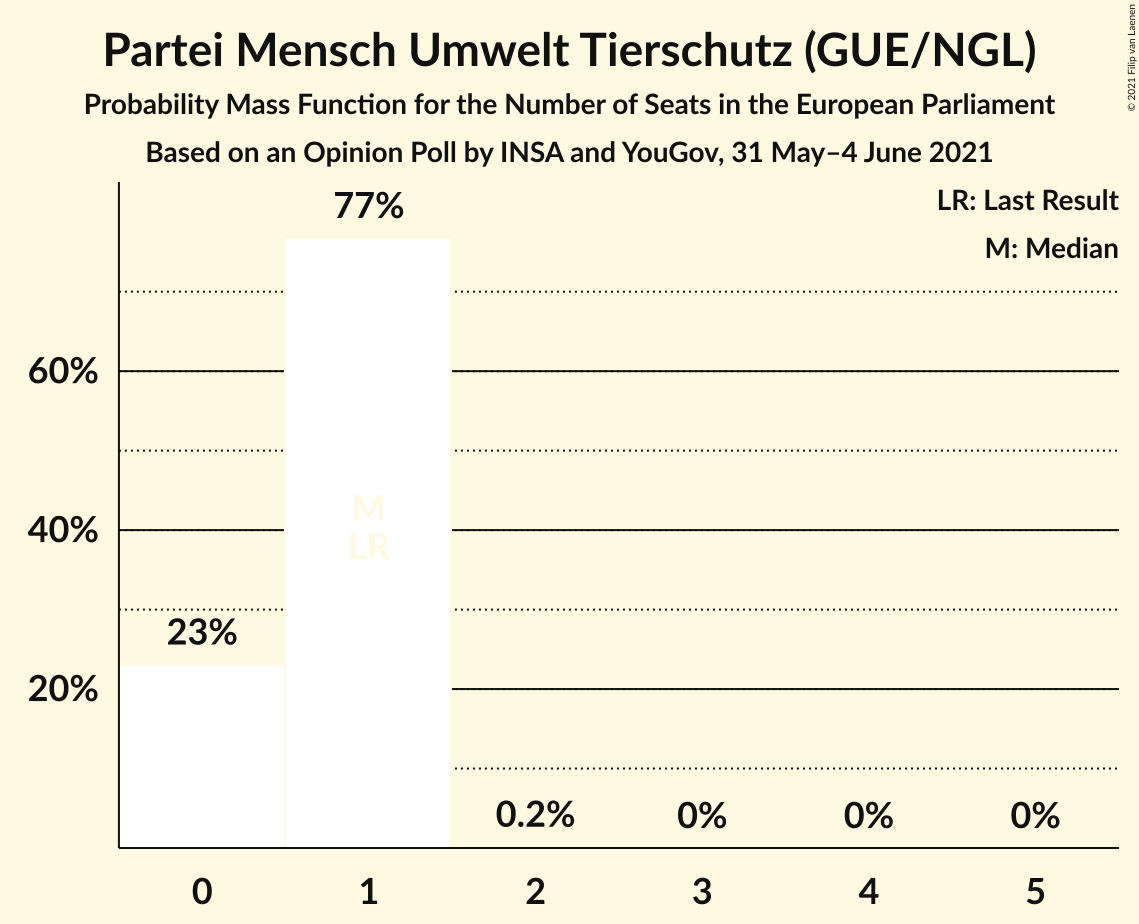 Partei Mensch Umwelt Tierschutz (GUE/NGL)
Probability Mass Function for the Number of Seats in the European Parliament
Based on an Opinion Poll by INSA and YouGov, 31 May–4 June 2021
© 2021 Filip van Laenen
LR: Last Result
M: Median
77%
60%
M
40%
LR
23%
20%
0.2%
0%
0%
0%
0 1 2 3 4 5